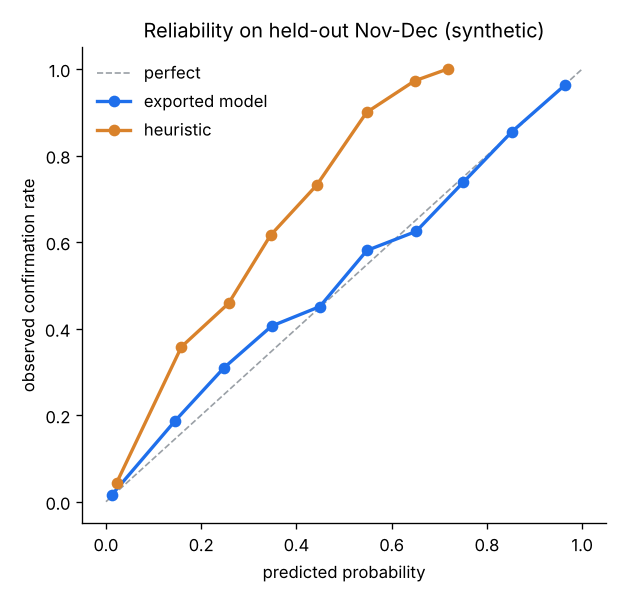 Reliability on held-out Nov-Dec (synthetic)
perfect
exported model
heuristic
observed confirmation rate
1.0
0.8
0.6
0.4
0.2
0.0
0.0 0.2 0.4 0.6 0.8 1.0
predicted probability